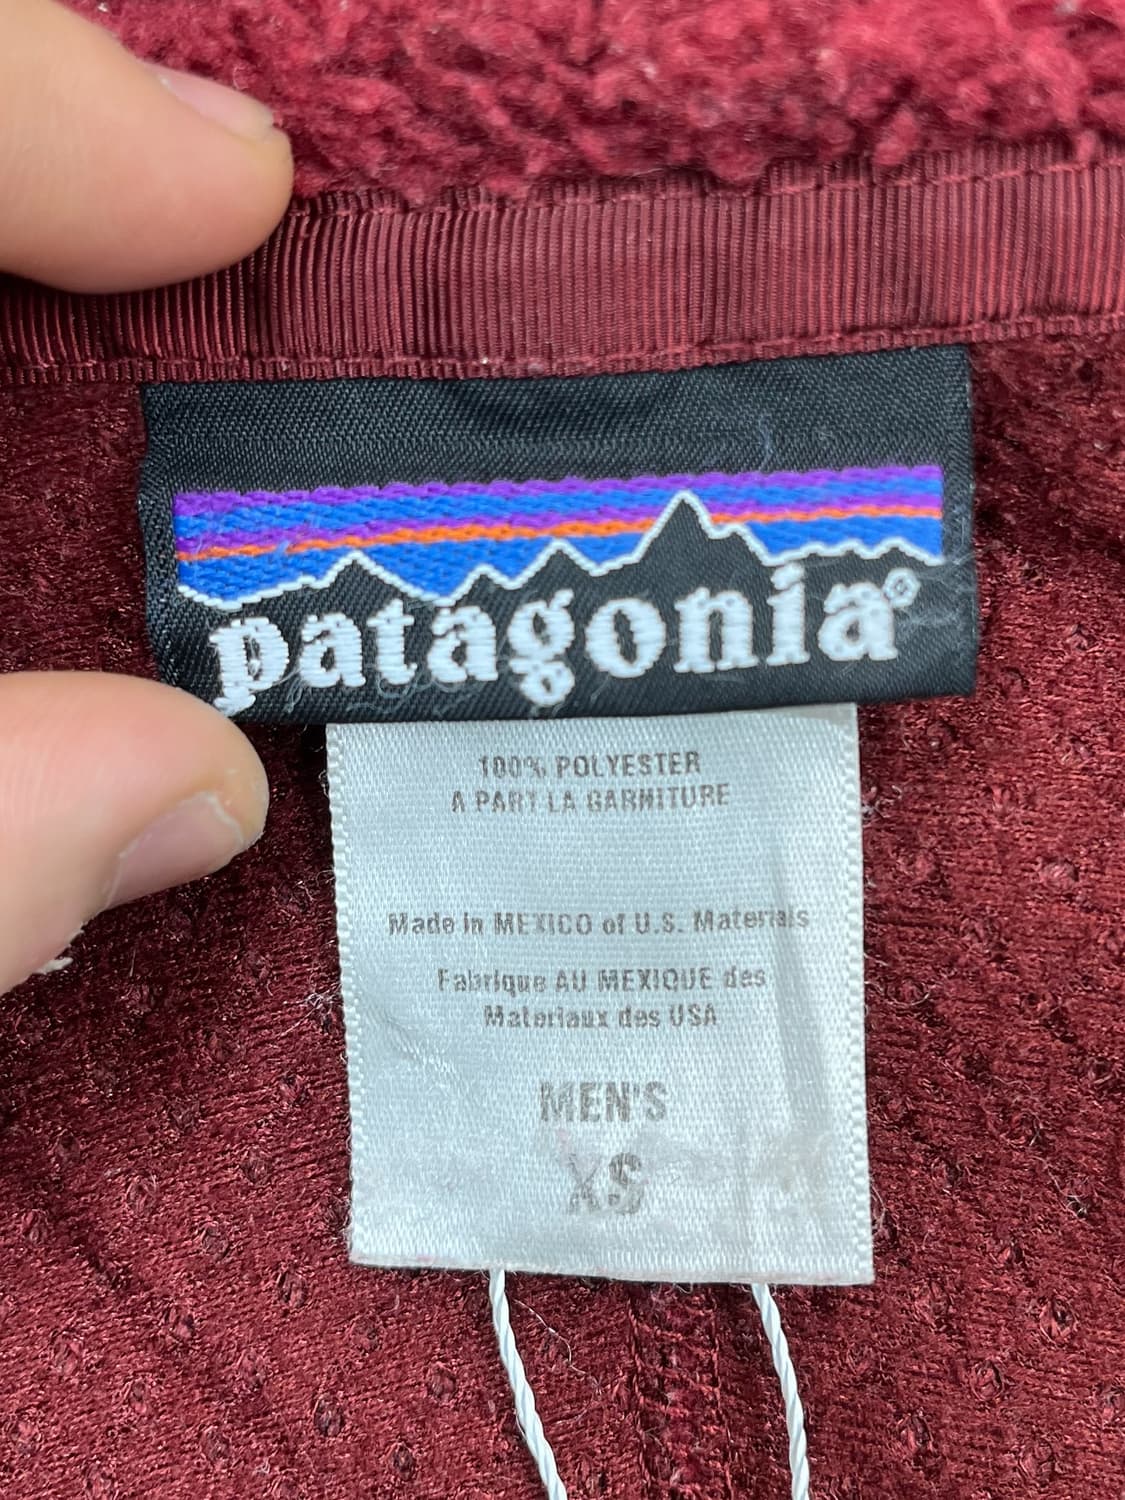 patagonia®
100% POLYESTER
A PART LA GARNITURE
Made in MEXICO of U.S. Materials
Fabrique AU MEXIQUE des
Materiaux des USA
MEN'S
XS